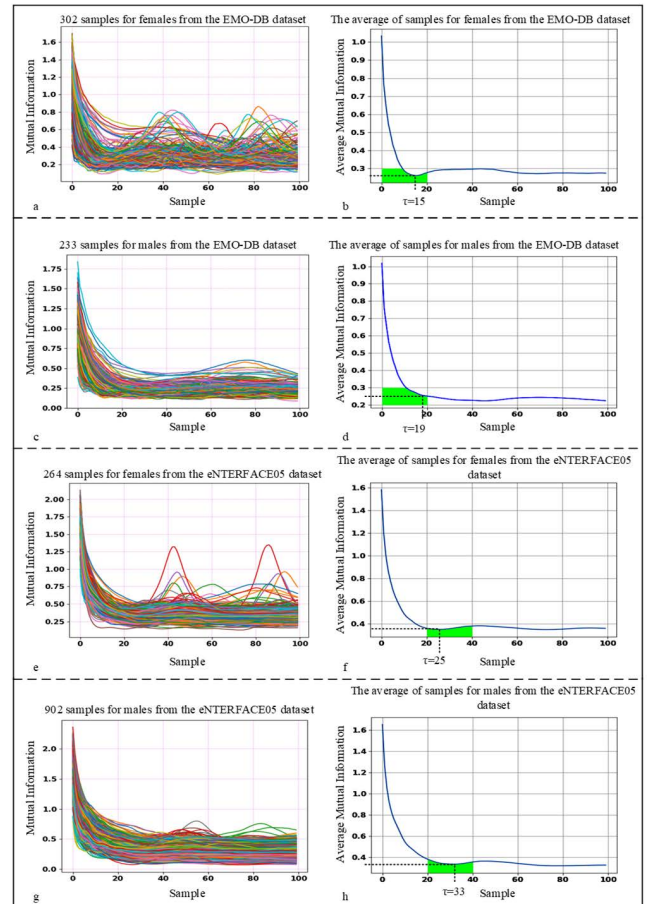 302 samples for females from the EMO-DB dataset
Mutual Information
1.6
1.4
1.2
1.0
0.8
0.6
0.4
0.2
0 20 40 60 80 100
Sample
a
The average of samples for females from the EMO-DB dataset
Average Mutual Information
1.0
0.9
0.8
0.7
0.6
0.5
0.4
0.3
0.2
0 20 40 60 80 100
Sample
τ=15
b
233 samples for males from the EMO-DB dataset
Mutual Information
1.75
1.50
1.25
1.00
0.75
0.50
0.25
0.00
0 20 40 60 80 100
Sample
c
The average of samples for males from the EMO-DB dataset
Average Mutual Information
1.0
0.9
0.8
0.7
0.6
0.5
0.4
0.3
0.2
0 20 40 60 80 100
Sample
τ=19
d
264 samples for females from the eNTERFACE05 dataset
Mutual Information
2.00
1.75
1.50
1.25
1.00
0.75
0.50
0.25
0 20 40 60 80 100
Sample
e
The average of samples for females from the eNTERFACE05
dataset
Average Mutual Information
1.6
1.4
1.2
1.0
0.8
0.6
0.4
0 20 40 60 80 100
Sample
τ=25
f
902 samples for males from the eNTERFACE05 dataset
Mutual Information
2.0
1.5
1.0
0.5
0.0
0 20 40 60 80 100
Sample
g
The average of samples for males from the eNTERFACE05
dataset
Average Mutual Information
1.6
1.4
1.2
1.0
0.8
0.6
0.4
0 20 40 60 80 100
Sample
τ=33
h